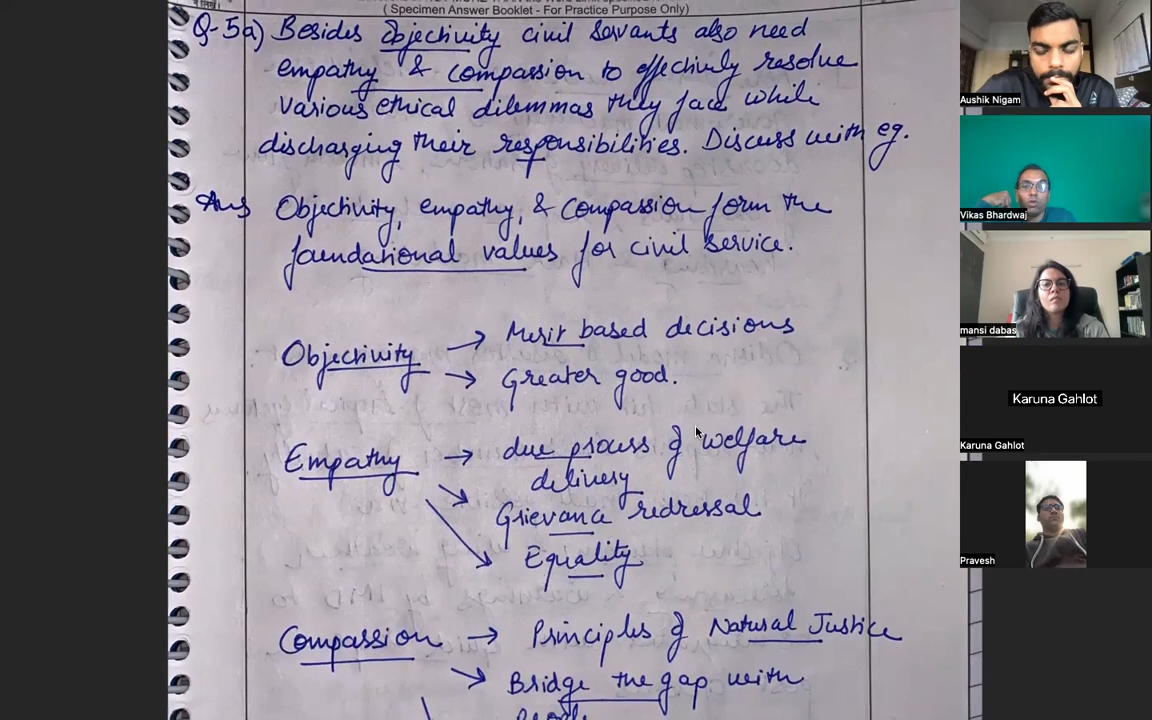 ( Specimen Answer Booklet - For Practice Purpose Only)
Q-5a) Besides objectivity civil servants also need
empathy & compassion to effectively resolve
various ethical dilemmas they face while
discharging their responsibilities. Discuss with eg.
Ans Objectivity, empathy, & compassion form the
foundational values for civil service.
Objectivity → Merit based decisions
→ Greater good.
Empathy → due process of welfare
delivery
Grievance redressal
Equality
Compassion → Principles of Natural Justice
Bridge the gap with
Aushik Nigam
Vikas Bhardwaj
mansi dabas
Karuna Gahlot
Karuna Gahlot
Pravesh